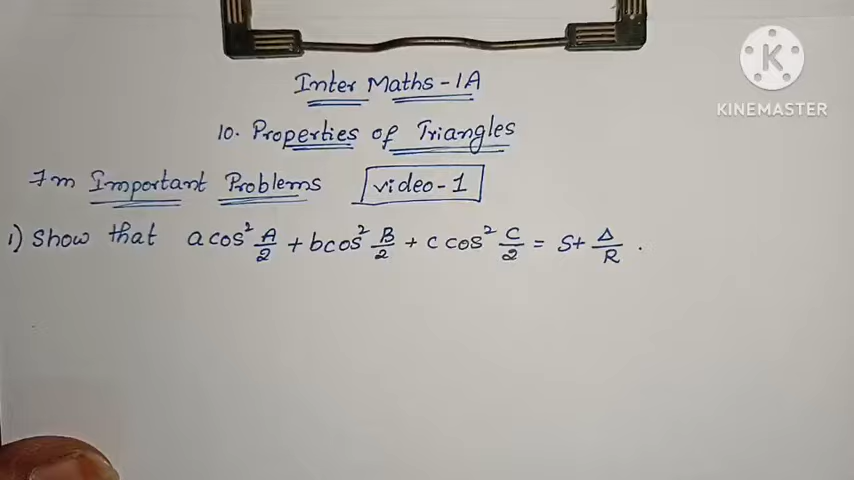 Inter Maths-1A
KINEMASTER
10. Properties of Triangles
7m Important Problems video-1
1) Show that a cos² A/2 + b cos² B/2 + c cos² C/2 = S + Δ/R .